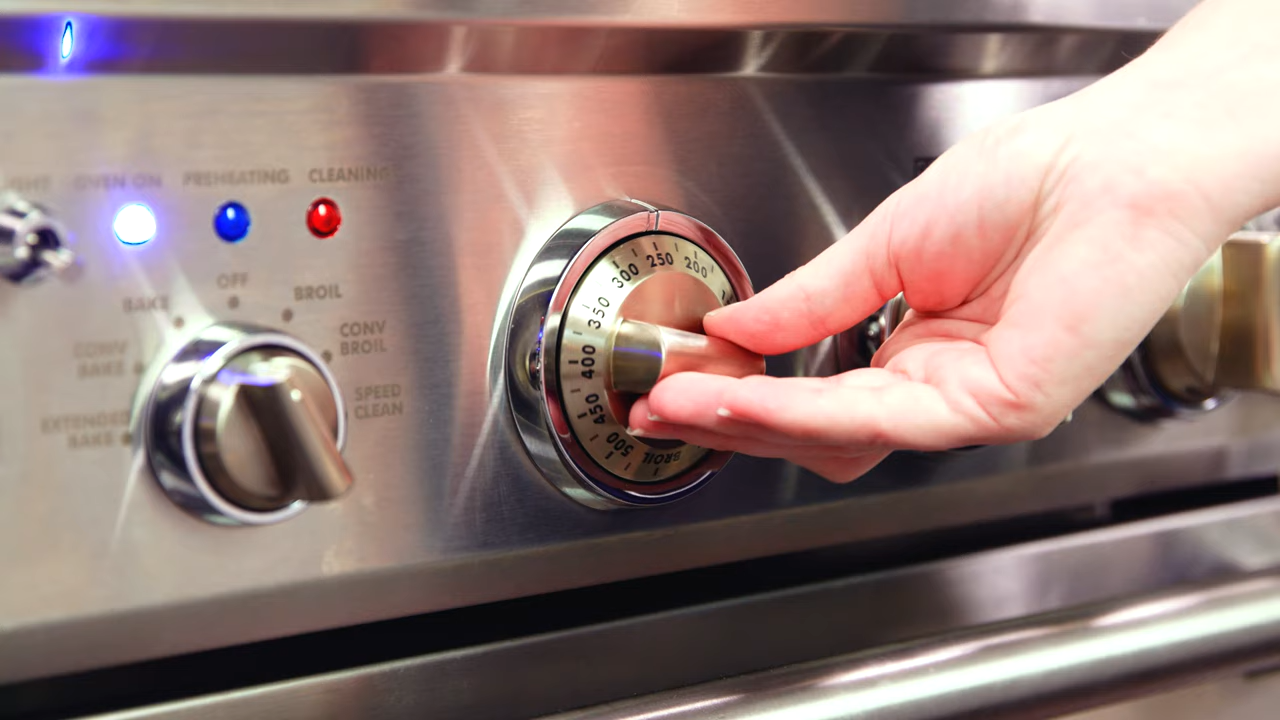 OVEN ON
PREHEATING
CLEANING
OFF
BAKE
BROIL
CONV
BAKE
CONV
BROIL
EXTENDED
BAKE
SPEED
CLEAN
200
250
300
350
400
450
500
BROIL